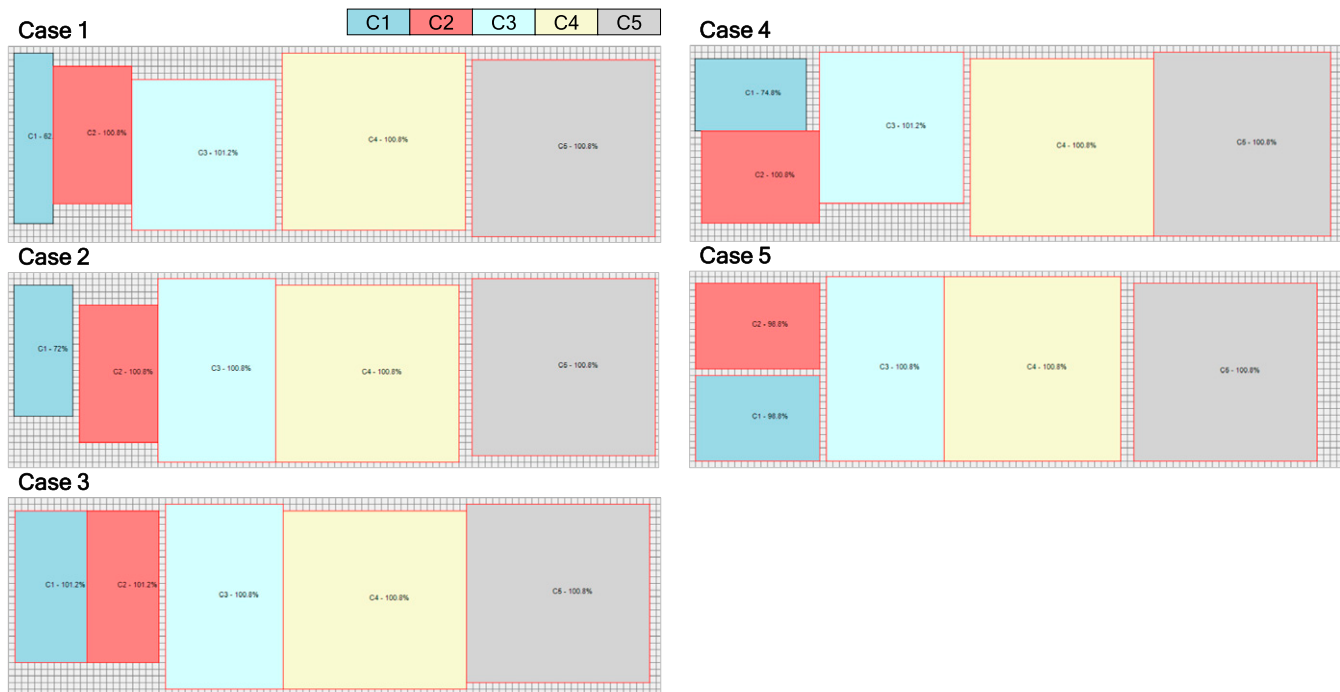 C1 C2 C3 C4 C5
Case 1
C1 - 62
C2 - 100.8%
C3 - 101.2%
C4 - 100.8%
C5 - 100.8%
Case 2
C1 - 72%
C2 - 100.8%
C3 - 100.8%
C4 - 100.8%
C5 - 100.8%
Case 3
C1 - 101.2%
C2 - 101.2%
C3 - 100.8%
C4 - 100.8%
C5 - 100.8%
Case 4
C1 - 74.8%
C2 - 100.8%
C3 - 101.2%
C4 - 100.8%
C5 - 100.8%
Case 5
C2 - 96.8%
C1 - 96.8%
C3 - 100.8%
C4 - 100.8%
C5 - 100.8%